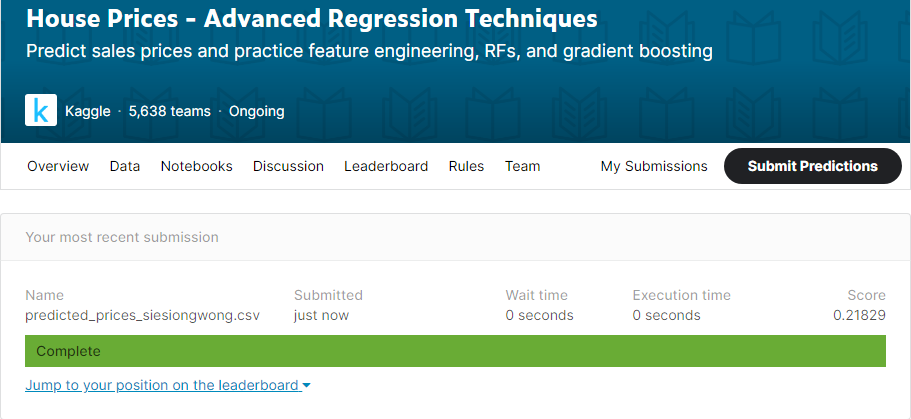 House Prices - Advanced Regression Techniques
Predict sales prices and practice feature engineering, RFs, and gradient boosting
k Kaggle · 5,638 teams · Ongoing
Overview Data Notebooks Discussion Leaderboard Rules Team My Submissions Submit Predictions
Your most recent submission
Name Submitted Wait time Execution time Score
predicted_prices_siesiongwong.csv just now 0 seconds 0 seconds 0.21829
Complete
Jump to your position on the leaderboard